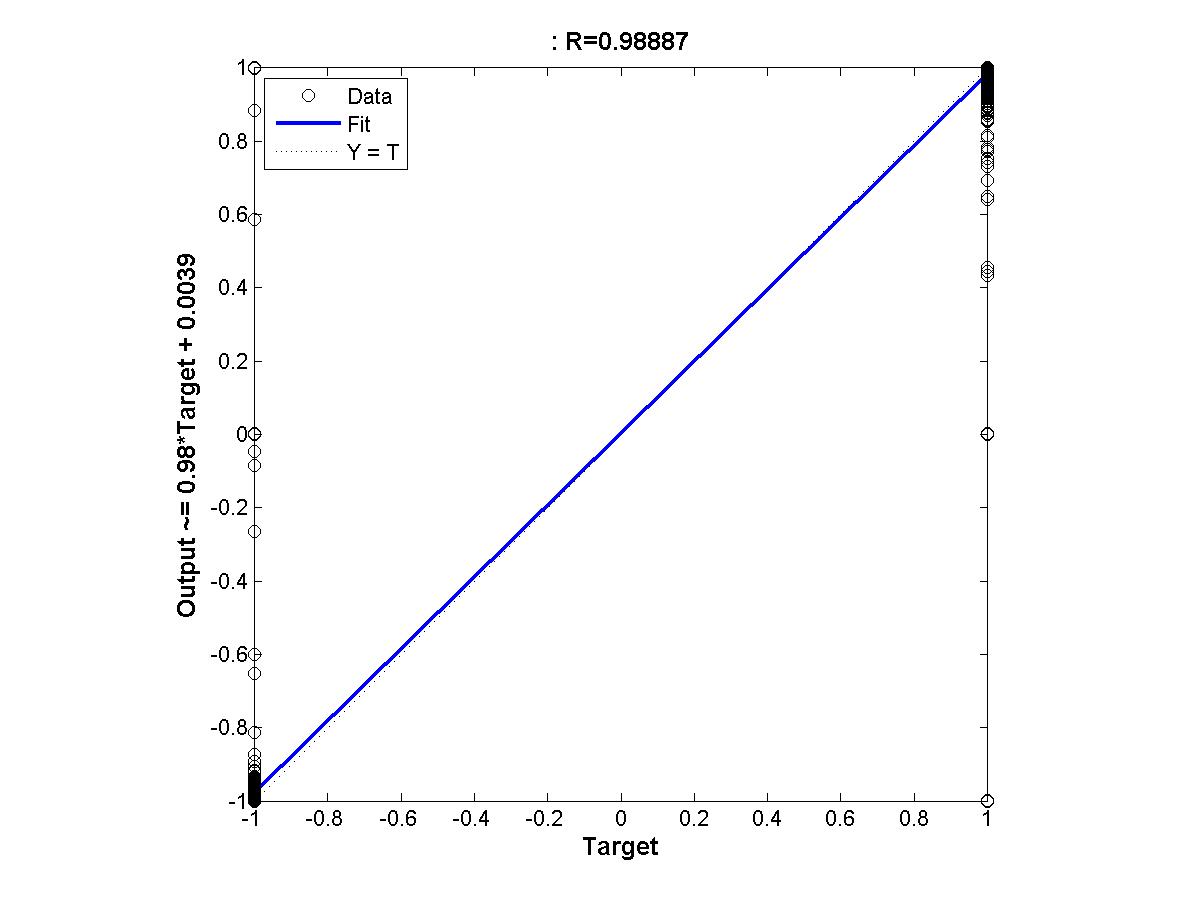 : R=0.98887
Data
Fit
Y = T
1
0.8
0.6
0.4
0.2
0
-0.2
-0.4
-0.6
-0.8
-1
Output ~= 0.98*Target + 0.0039
-1 -0.8 -0.6 -0.4 -0.2 0 0.2 0.4 0.6 0.8 1
Target